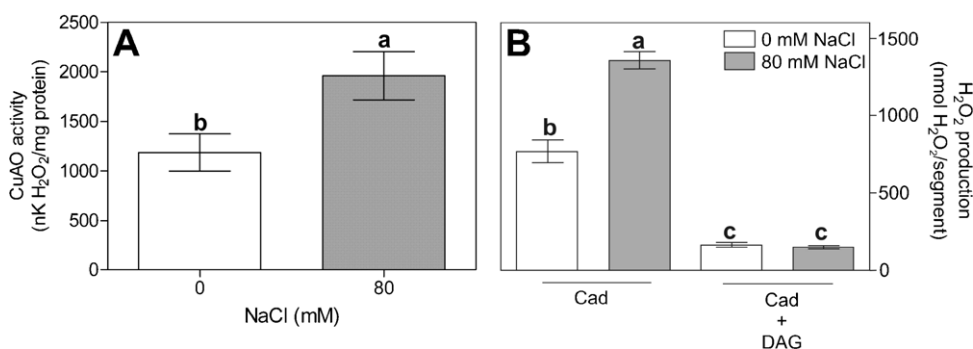 A
CuAO activity
(nK H₂O₂/mg protein)
2500
2000
1500
1000
500
0
b
a
0
80
NaCl (mM)
B
0 mM NaCl
80 mM NaCl
a
b
c
c
1500
1000
500
0
H₂O₂ production
(nmol H₂O₂/segment)
Cad
Cad
+
DAG